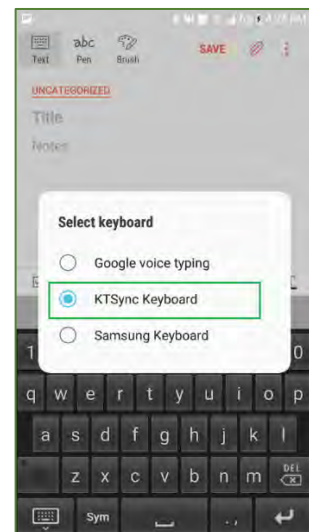 abc
Text Pen Brush SAVE
UNCATEGORIZED
Title
Notes
Select keyboard
Google voice typing
KTSync Keyboard
Samsung Keyboard
1 0
q w e r t y u i o p
a s d f g h j k l
z x c v b n m DEL
Sym . ,